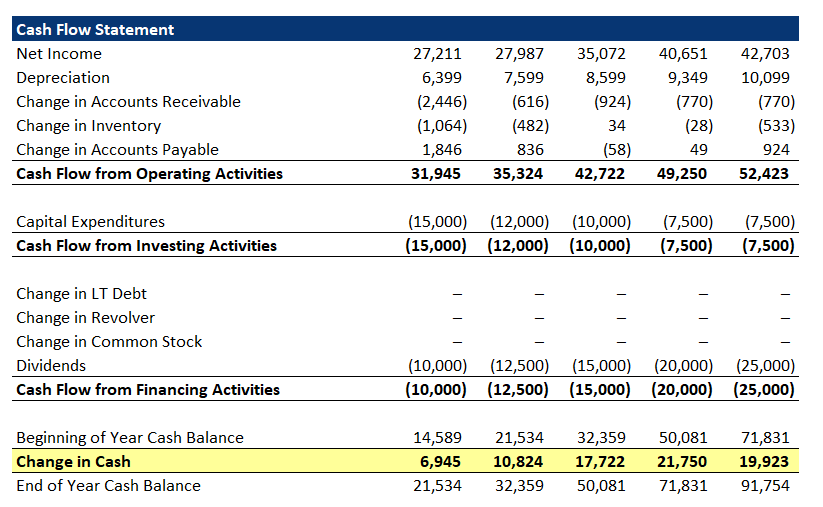 Cash Flow Statement
Net Income 27,211 27,987 35,072 40,651 42,703
Depreciation 6,399 7,599 8,599 9,349 10,099
Change in Accounts Receivable (2,446) (616) (924) (770) (770)
Change in Inventory (1,064) (482) 34 (28) (533)
Change in Accounts Payable 1,846 836 (58) 49 924
Cash Flow from Operating Activities 31,945 35,324 42,722 49,250 52,423
Capital Expenditures (15,000) (12,000) (10,000) (7,500) (7,500)
Cash Flow from Investing Activities (15,000) (12,000) (10,000) (7,500) (7,500)
Change in LT Debt – – – – –
Change in Revolver – – – – –
Change in Common Stock – – – – –
Dividends (10,000) (12,500) (15,000) (20,000) (25,000)
Cash Flow from Financing Activities (10,000) (12,500) (15,000) (20,000) (25,000)
Beginning of Year Cash Balance 14,589 21,534 32,359 50,081 71,831
Change in Cash 6,945 10,824 17,722 21,750 19,923
End of Year Cash Balance 21,534 32,359 50,081 71,831 91,754